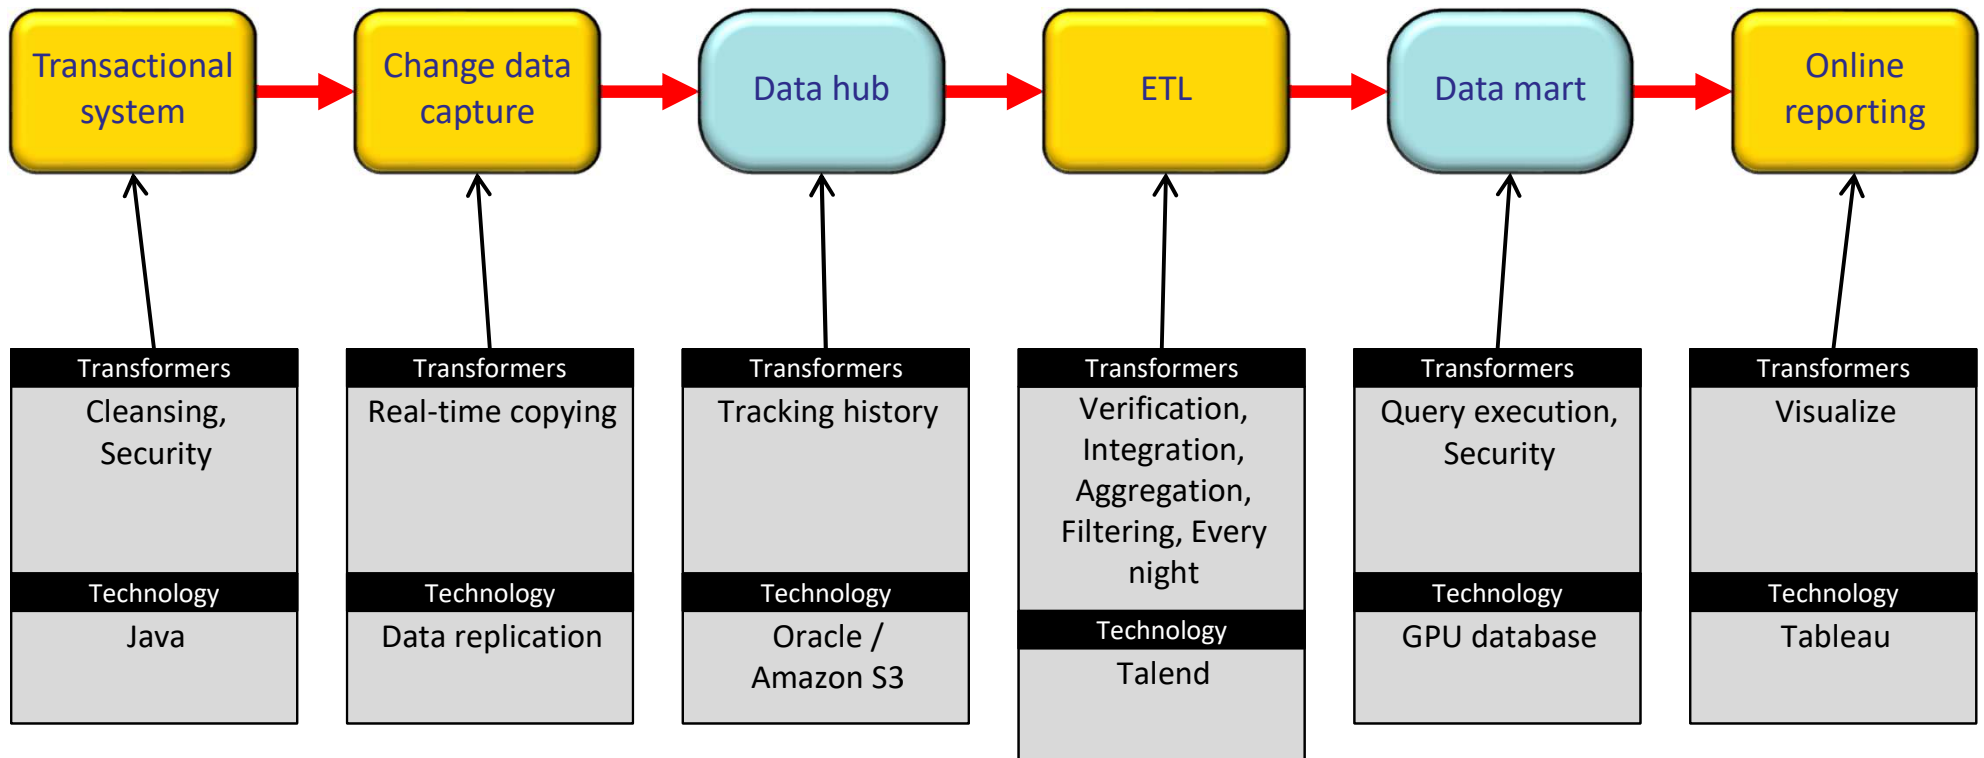 Transactional
system
Change data
capture
Data hub
ETL
Data mart
Online
reporting
Transformers
Cleansing,
Security
Technology
Java
Transformers
Real-time copying
Technology
Data replication
Transformers
Tracking history
Technology
Oracle /
Amazon S3
Transformers
Verification,
Integration,
Aggregation,
Filtering, Every
night
Technology
Talend
Transformers
Query execution,
Security
Technology
GPU database
Transformers
Visualize
Technology
Tableau